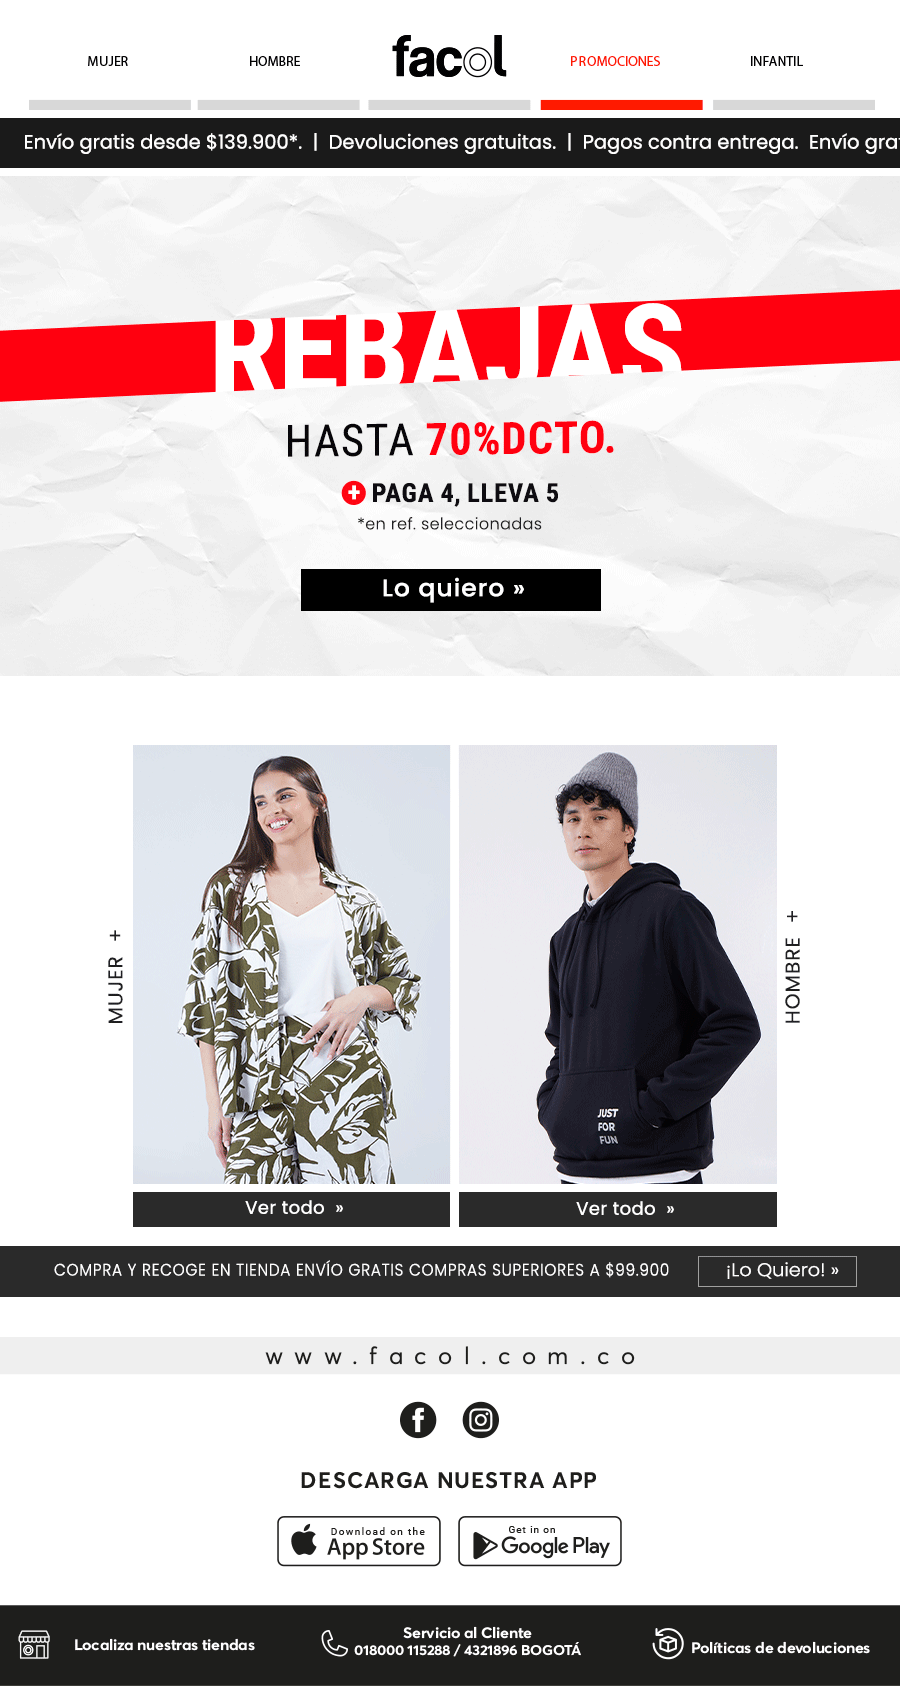 MUJER
HOMBRE
facol
PROMOCIONES
INFANTIL
Envío gratis desde $139.900*. | Devoluciones gratuitas. | Pagos contra entrega. Envío gra
REBAJAS
HASTA 70%DCTO.
+ PAGA 4, LLEVA 5
*en ref. seleccionadas
Lo quiero »
MUJER +
JUST
FOR
FUN
HOMBRE +
Ver todo »
Ver todo »
COMPRA Y RECOGE EN TIENDA ENVÍO GRATIS COMPRAS SUPERIORES A $99.900
¡Lo Quiero! »
www.facol.com.co
DESCARGA NUESTRA APP
Download on the
App Store
Get in on
Google Play
Localiza nuestras tiendas
Servicio al Cliente
018000 115288 / 4321896 BOGOTÁ
Políticas de devoluciones